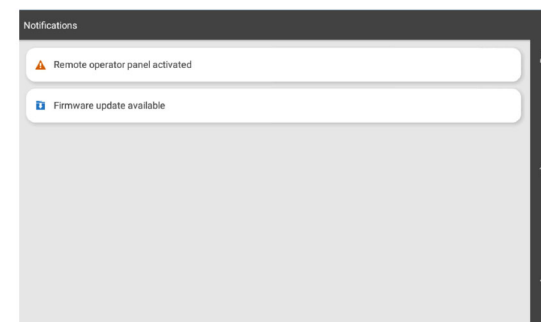 Notifications
Remote operator panel activated
Firmware update available